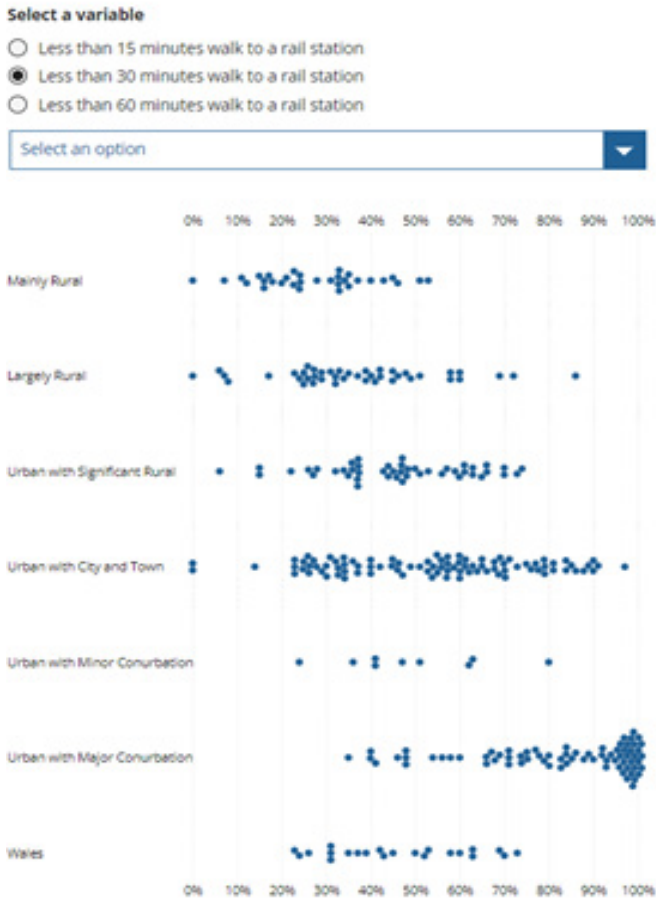 Select a variable
Less than 15 minutes walk to a rail station
Less than 30 minutes walk to a rail station
Less than 60 minutes walk to a rail station
Select an option
0% 10% 20% 30% 40% 50% 60% 70% 80% 90% 100%
Mainly Rural
Largely Rural
Urban with Significant Rural
Urban with City and Town
Urban with Minor Conurbation
Urban with Major Conurbation
Wales
0% 10% 20% 30% 40% 50% 60% 70% 80% 90% 100%